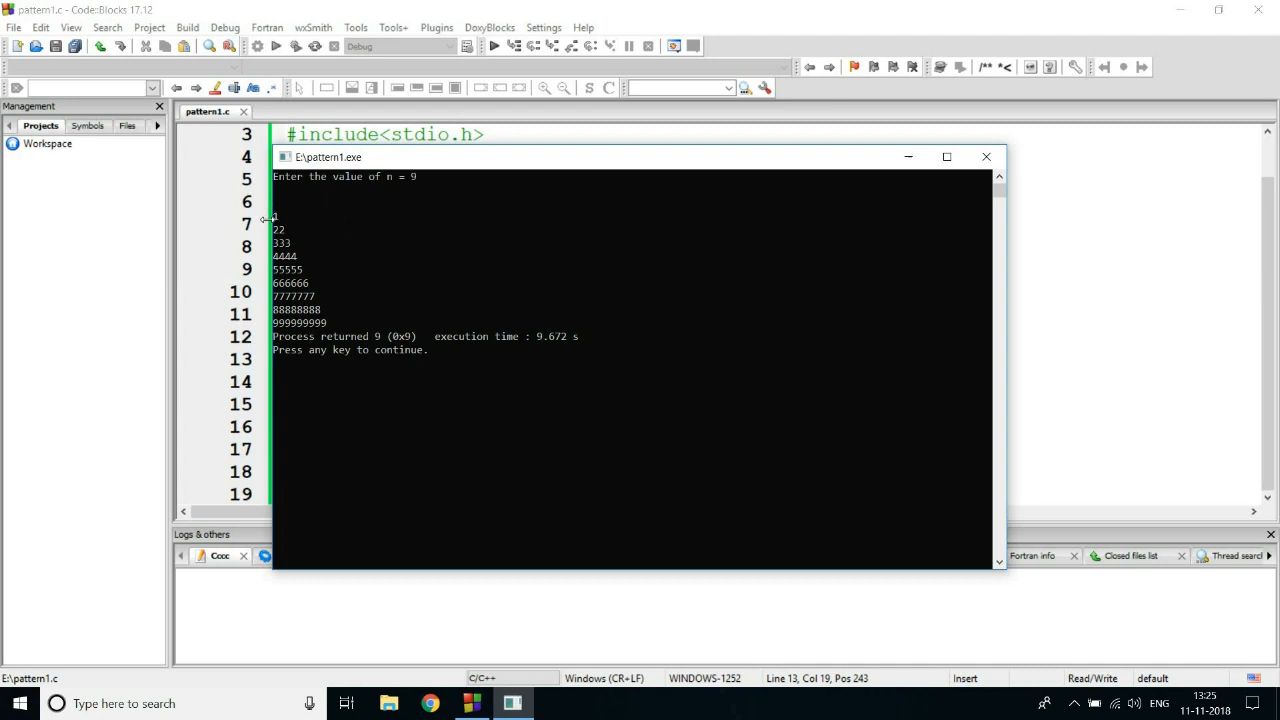 pattern1.c - Code::Blocks 17.12
File Edit View Search Project Build Debug Fortran wxSmith Tools Tools+ Plugins DoxyBlocks Settings Help
Debug
/** *<
S C
Management
Projects Symbols Files
Workspace
pattern1.c
3 #include<stdio.h>
4
5
6
7
8
9
10
11
12
13
14
15
16
17
18
19
E:\pattern1.exe
Enter the value of n = 9
1
22
333
4444
55555
666666
7777777
88888888
999999999
Process returned 9 (0x9)   execution time : 9.672 s
Press any key to continue.
Logs & others
Cccc Fortran info Closed files list Thread search
E:\pattern1.c C/C++ Windows (CR+LF) WINDOWS-1252 Line 13, Col 19, Pos 243 Insert Read/Write default
Type here to search
ENG
13:25
11-11-2018